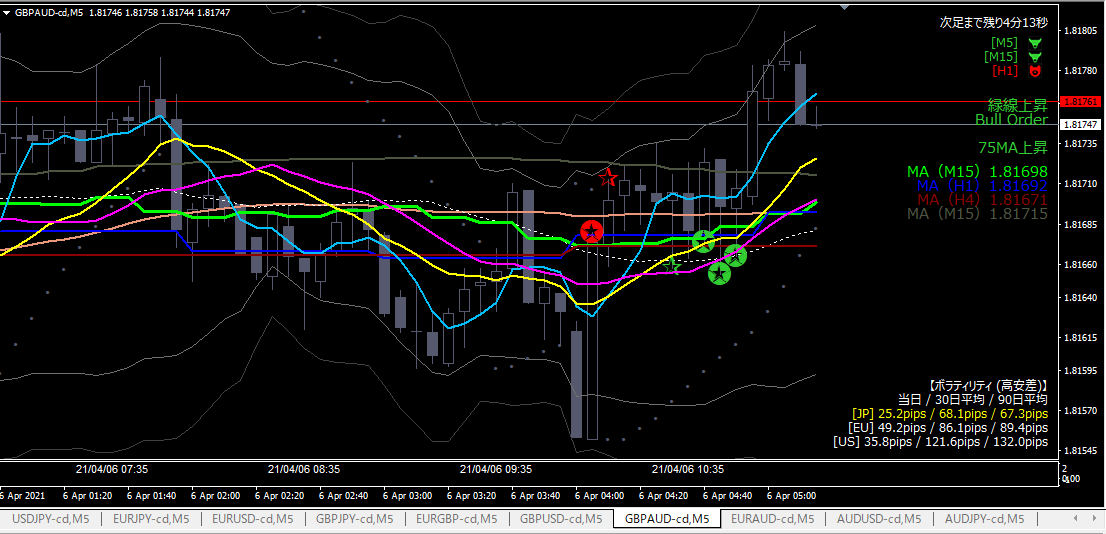 GBPAUD-cd,M5 1.81746 1.81758 1.81744 1.81747
次足まで残り4分13秒
[M5]
[M15]
[H1]
緑線上昇
Bull Order
75MA上昇
MA (M15) 1.81698
MA (H1) 1.81692
MA (H4) 1.81671
MA (M15) 1.81715
【ボラティリティ (高安差)】
当日 / 30日平均 / 90日平均
[JP] 25.2pips / 68.1pips / 67.3pips
[EU] 49.2pips / 86.1pips / 89.4pips
[US] 35.8pips / 121.6pips / 132.0pips
1.81805
1.81780
1.81761
1.81747
1.81735
1.81710
1.81685
1.81660
1.81640
1.81615
1.81595
1.81570
1.81545
21/04/06 07:35 21/04/06 08:35 21/04/06 09:35 21/04/06 10:35
2
0.00
6 Apr 2021 6 Apr 01:20 6 Apr 01:40 6 Apr 02:00 6 Apr 02:20 6 Apr 02:40 6 Apr 03:00 6 Apr 03:20 6 Apr 03:40 6 Apr 04:00 6 Apr 04:20 6 Apr 04:40 6 Apr 05:00
USDJPY-cd,M5 EURJPY-cd,M5 EURUSD-cd,M5 GBPJPY-cd,M5 EURGBP-cd,M5 GBPUSD-cd,M5 GBPAUD-cd,M5 EURAUD-cd,M5 AUDUSD-cd,M5 AUDJPY-cd,M5